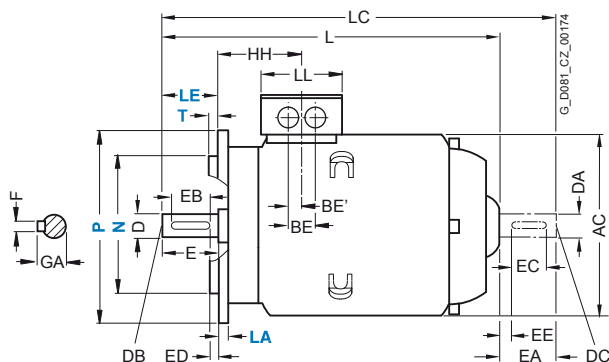 LC
L
HH
LL
LE
T
G_D081_CZ_00174
F
EB
BE'
DA
P
N
D
BE
AC
E
EC
GA
LA
EE
DB
ED
EA
DC